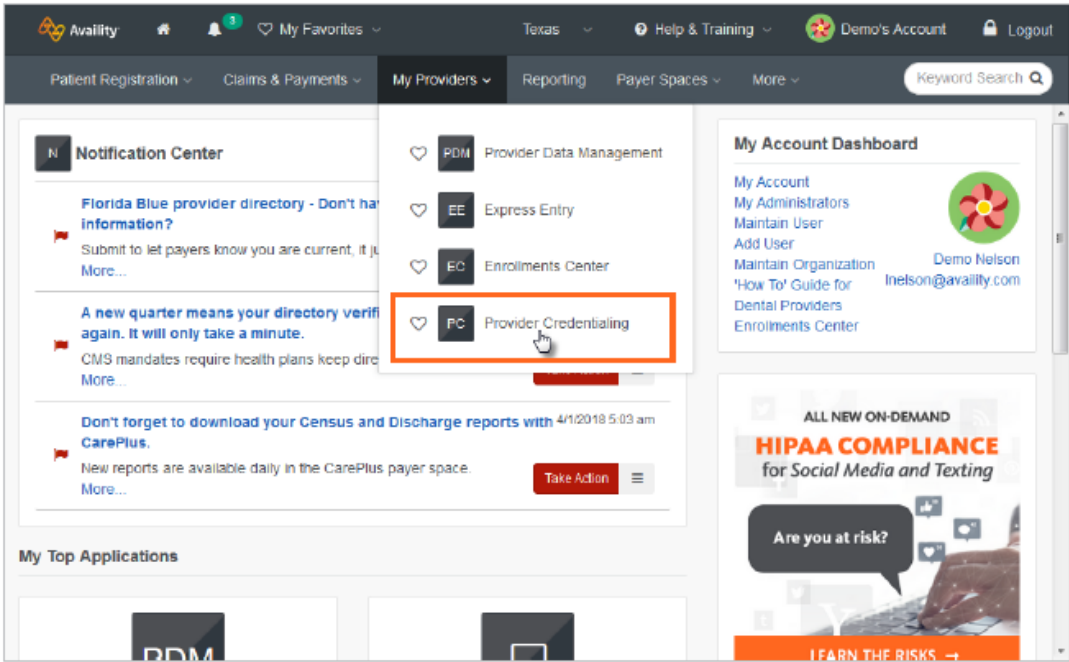 Availity
3
My Favorites
Texas
Help & Training
Demo's Account
Logout
Patient Registration
Claims & Payments
My Providers
Reporting
Payer Spaces
More
Keyword Search
N
Notification Center
Florida Blue provider directory - Don't
information?
Submit to let payers know you are current, it
More...
A new quarter means your directory
again. It will only take a minute.
CMS mandates require health plans keep
More...
Don't forget to download your Census and Discharge reports with
CarePlus.
4/1/2018 5:03 am
New reports are available daily in the CarePlus payer space.
More...
Take Action
PDM
Provider Data Management
EE
Express Entry
EC
Enrollments Center
PC
Provider Credentialing
My Top Applications
PDM
My Account Dashboard
My Account
My Administrators
Maintain User
Add User
Maintain Organization
'How To' Guide for
Dental Providers
Enrollments Center
Demo Nelson
lnelson@availity.com
ALL NEW ON-DEMAND
HIPAA COMPLIANCE
for Social Media and Texting
Are you at risk?
LEARN THE RISKS →